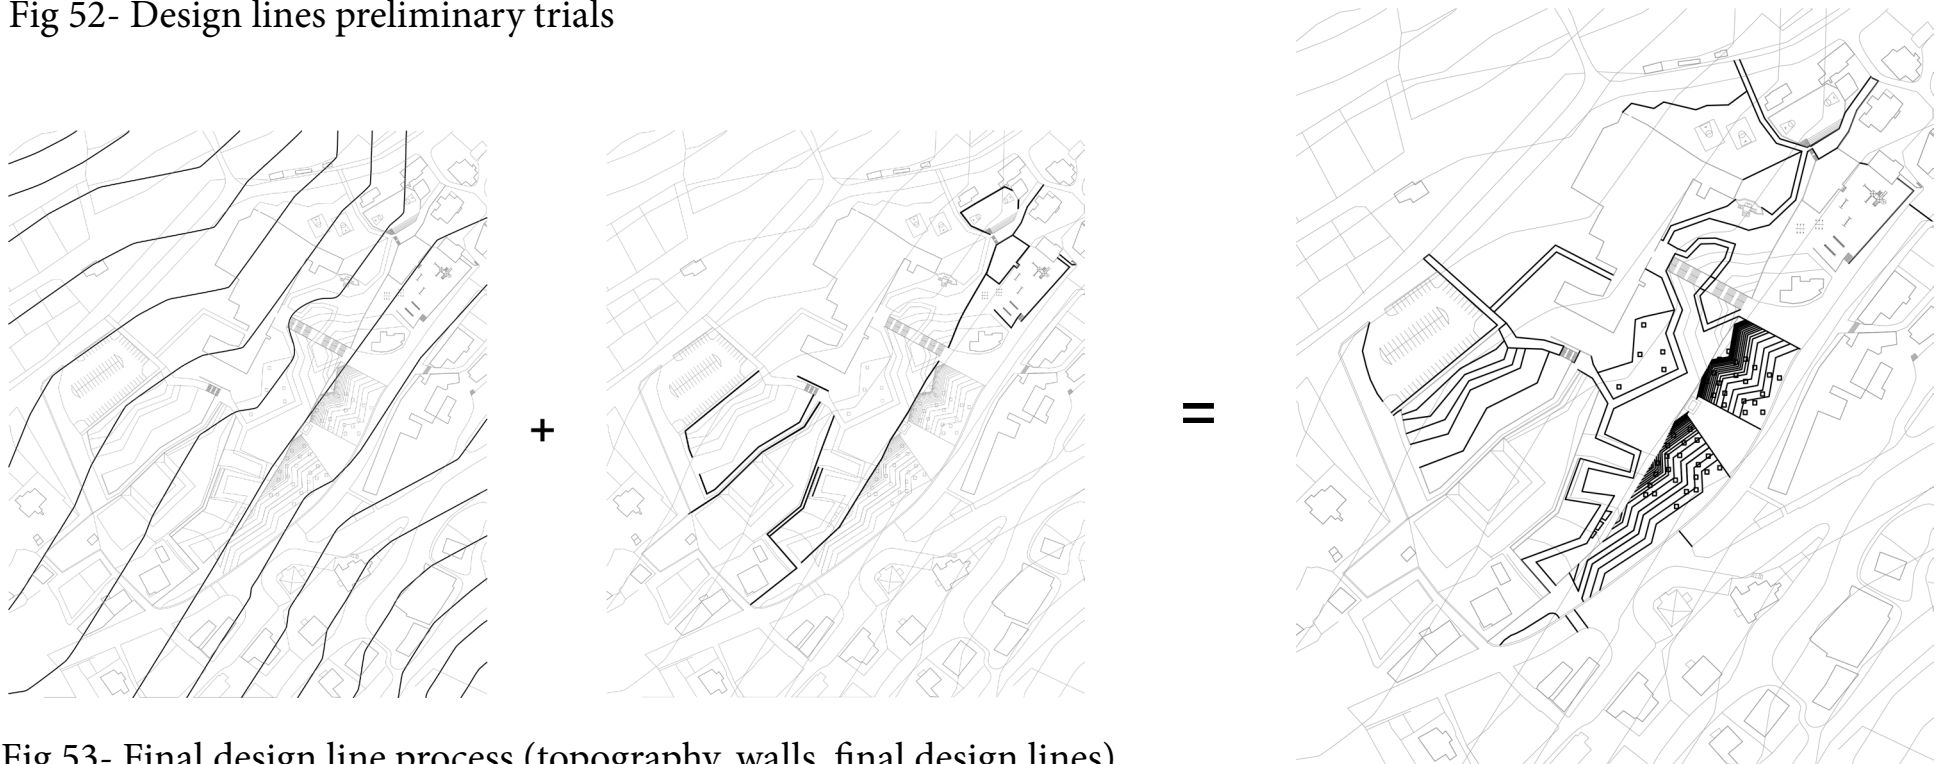 Fig 52- Design lines preliminary trials
+
=
Fig 53- Final design line process (topography, walls, final design lines)